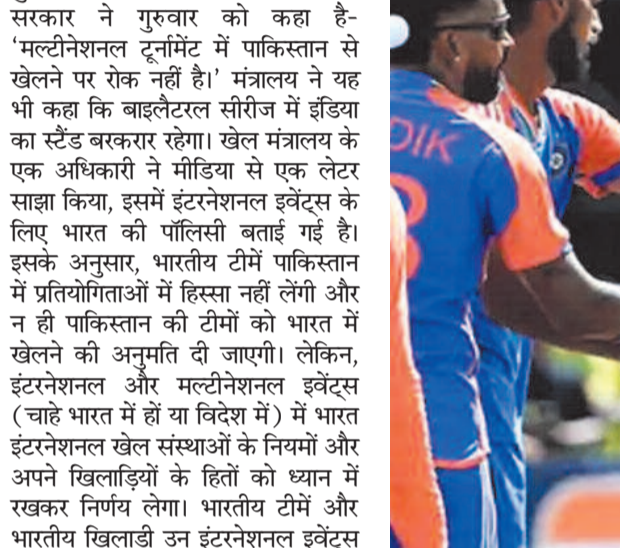 सरकार ने गुरुवार को कहा है-
‘मल्टीनेशनल टूर्नामेंट में पाकिस्तान से
खेलने पर रोक नहीं है।’ मंत्रालय ने यह
भी कहा कि बाइलैटरल सीरीज में इंडिया
का स्टैंड बरकरार रहेगा। खेल मंत्रालय के
एक अधिकारी ने मीडिया से एक लेटर
साझा किया, इसमें इंटरनेशनल इवेंट्स के
लिए भारत की पॉलिसी बताई गई है।
इसके अनुसार, भारतीय टीमें पाकिस्तान
में प्रतियोगिताओं में हिस्सा नहीं लेंगी और
न ही पाकिस्तान की टीमों को भारत में
खेलने की अनुमति दी जाएगी। लेकिन,
इंटरनेशनल और मल्टीनेशनल इवेंट्स
(चाहे भारत में हों या विदेश में) में भारत
इंटरनेशनल खेल संस्थाओं के नियमों और
अपने खिलाड़ियों के हितों को ध्यान में
रखकर निर्णय लेगा। भारतीय टीमें और
भारतीय खिलाड़ी उन इंटरनेशनल इवेंट्स
DIK